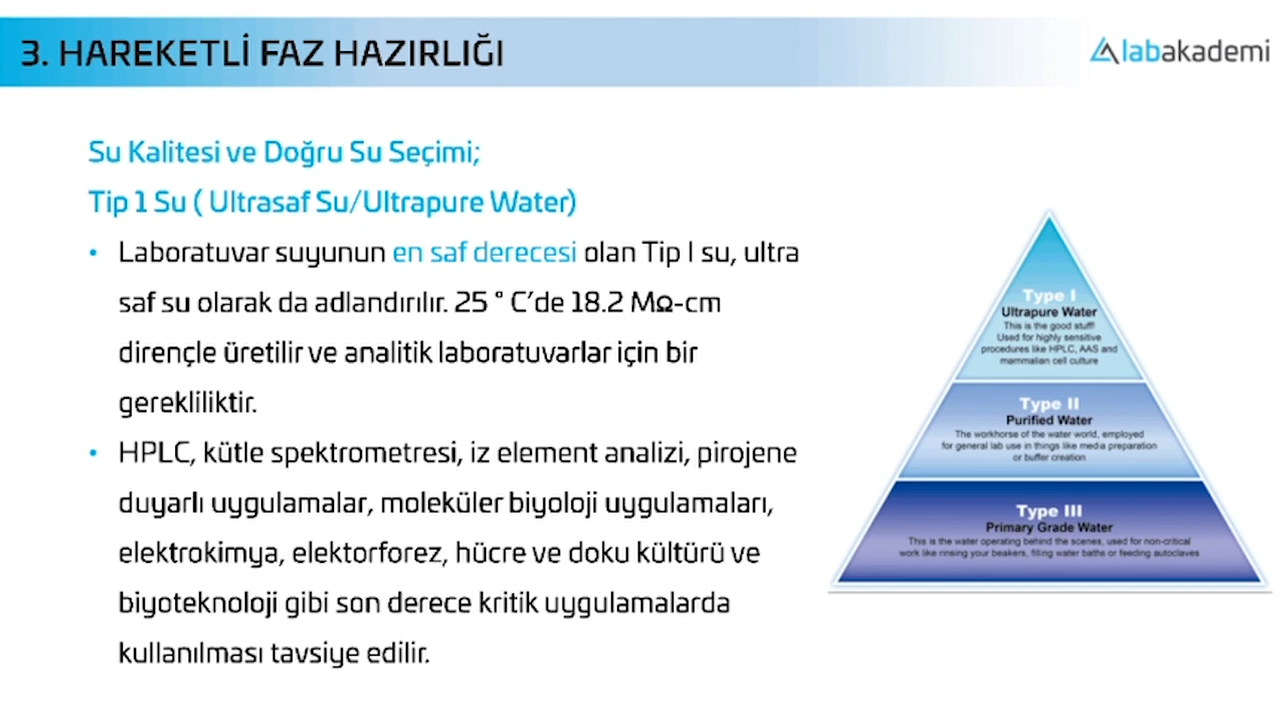 3. HAREKETLİ FAZ HAZIRLIĞI
labakademi
Su Kalitesi ve Doğru Su Seçimi;
Tip 1 Su ( Ultrasaf Su/Ultrapure Water)
• Laboratuvar suyunun en saf derecesi olan Tip I su, ultra
saf su olarak da adlandırılır. 25 ° C’de 18.2 MΩ-cm
dirençle üretilir ve analitik laboratuvarlar için bir
gerekliliktir.
• HPLC, kütle spektrometresi, iz element analizi, pirojene
duyarlı uygulamalar, moleküler biyoloji uygulamaları,
elektrokimya, elektorforez, hücre ve doku kültürü ve
biyoteknoloji gibi son derece kritik uygulamalarda
kullanılması tavsiye edilir.
Type I
Ultrapure Water
This is the good stuff!
Used for highly sensitive
procedures like HPLC, AAS and
mammalian cell culture
Type II
Purified Water
The workhorse of the water world, employed
for general lab use in things like media preparation
or buffer creation
Type III
Primary Grade Water
This is the water operating behind the scenes, used for non-critical
work like rinsing your beakers, filling water baths or feeding autoclaves